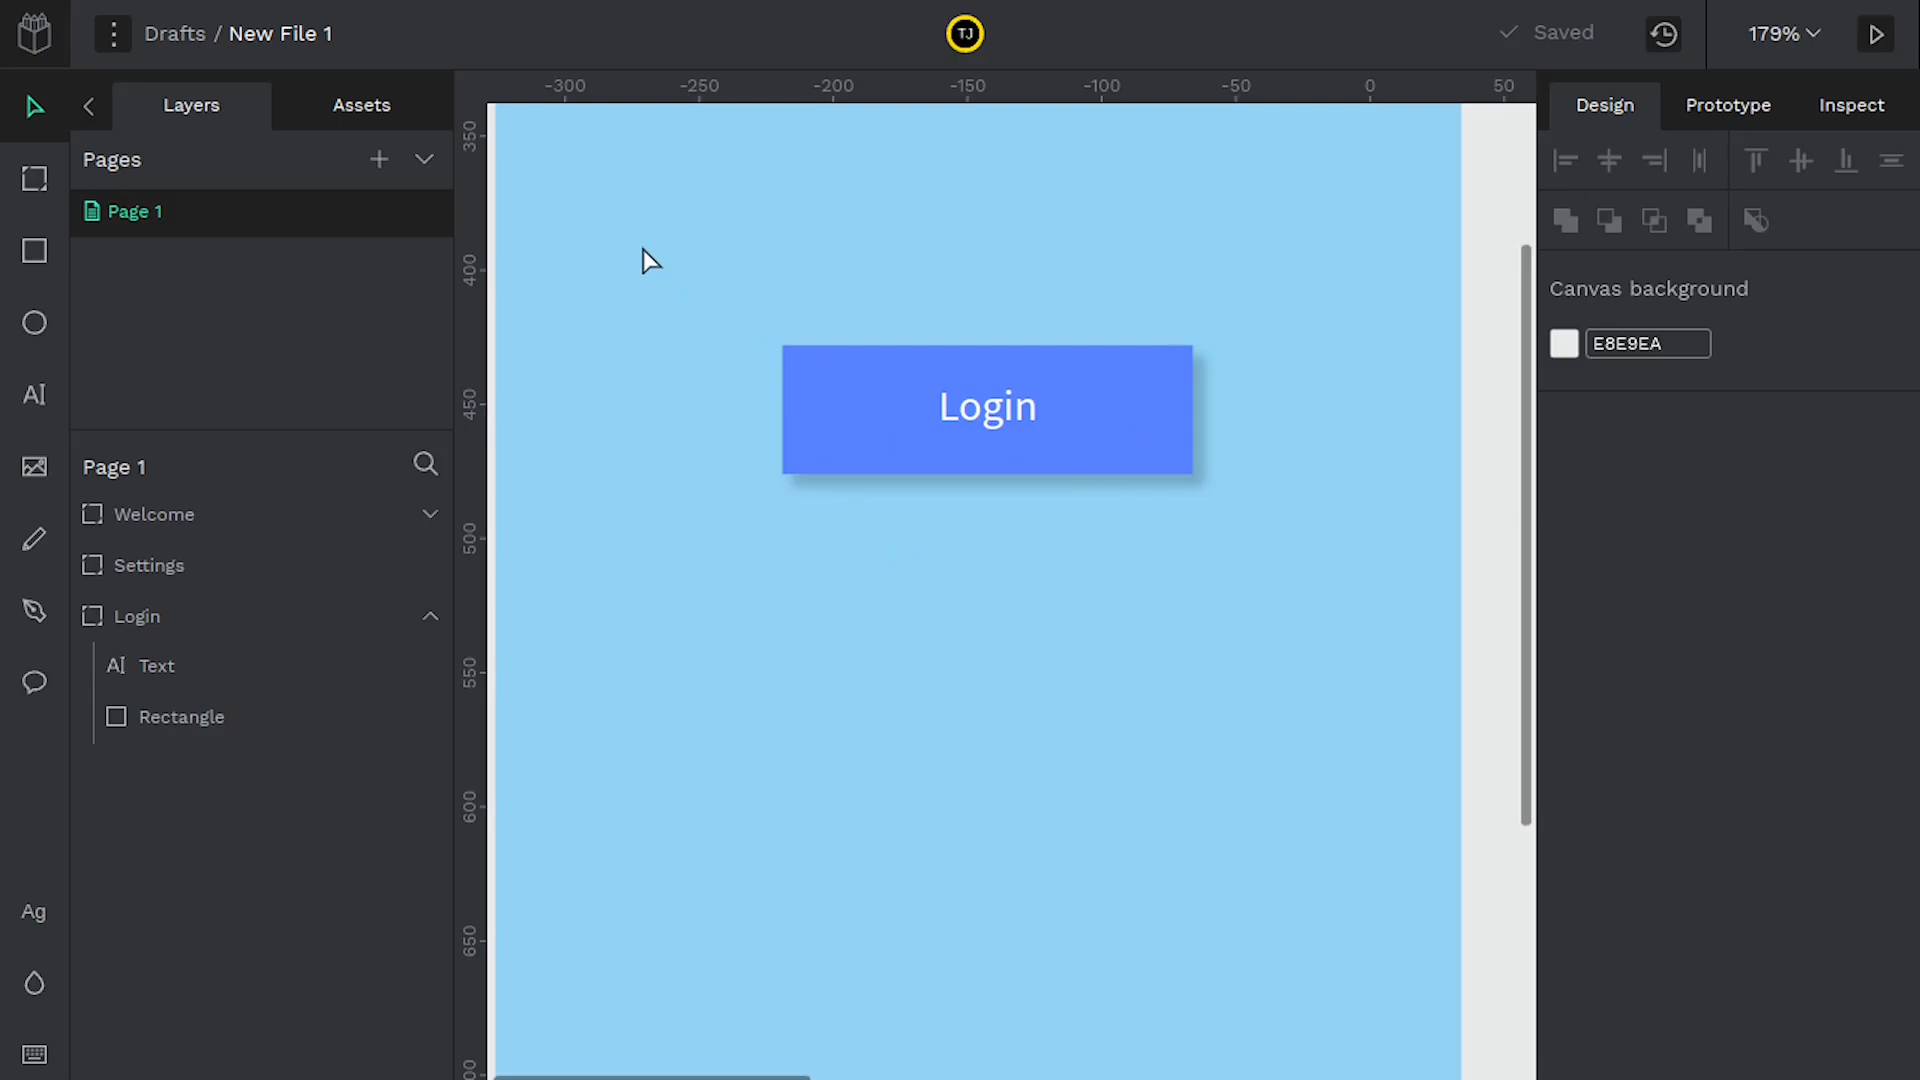 Drafts / New File 1
TJ
Saved
179%
Layers
Assets
Pages
Page 1
Page 1
Welcome
Settings
Login
AI Text
Rectangle
AI
Ag
-300 -250 -200 -150 -100 -50 0 50
350
400
450
500
550
600
650
Login
Design
Prototype
Inspect
Canvas background
E8E9EA